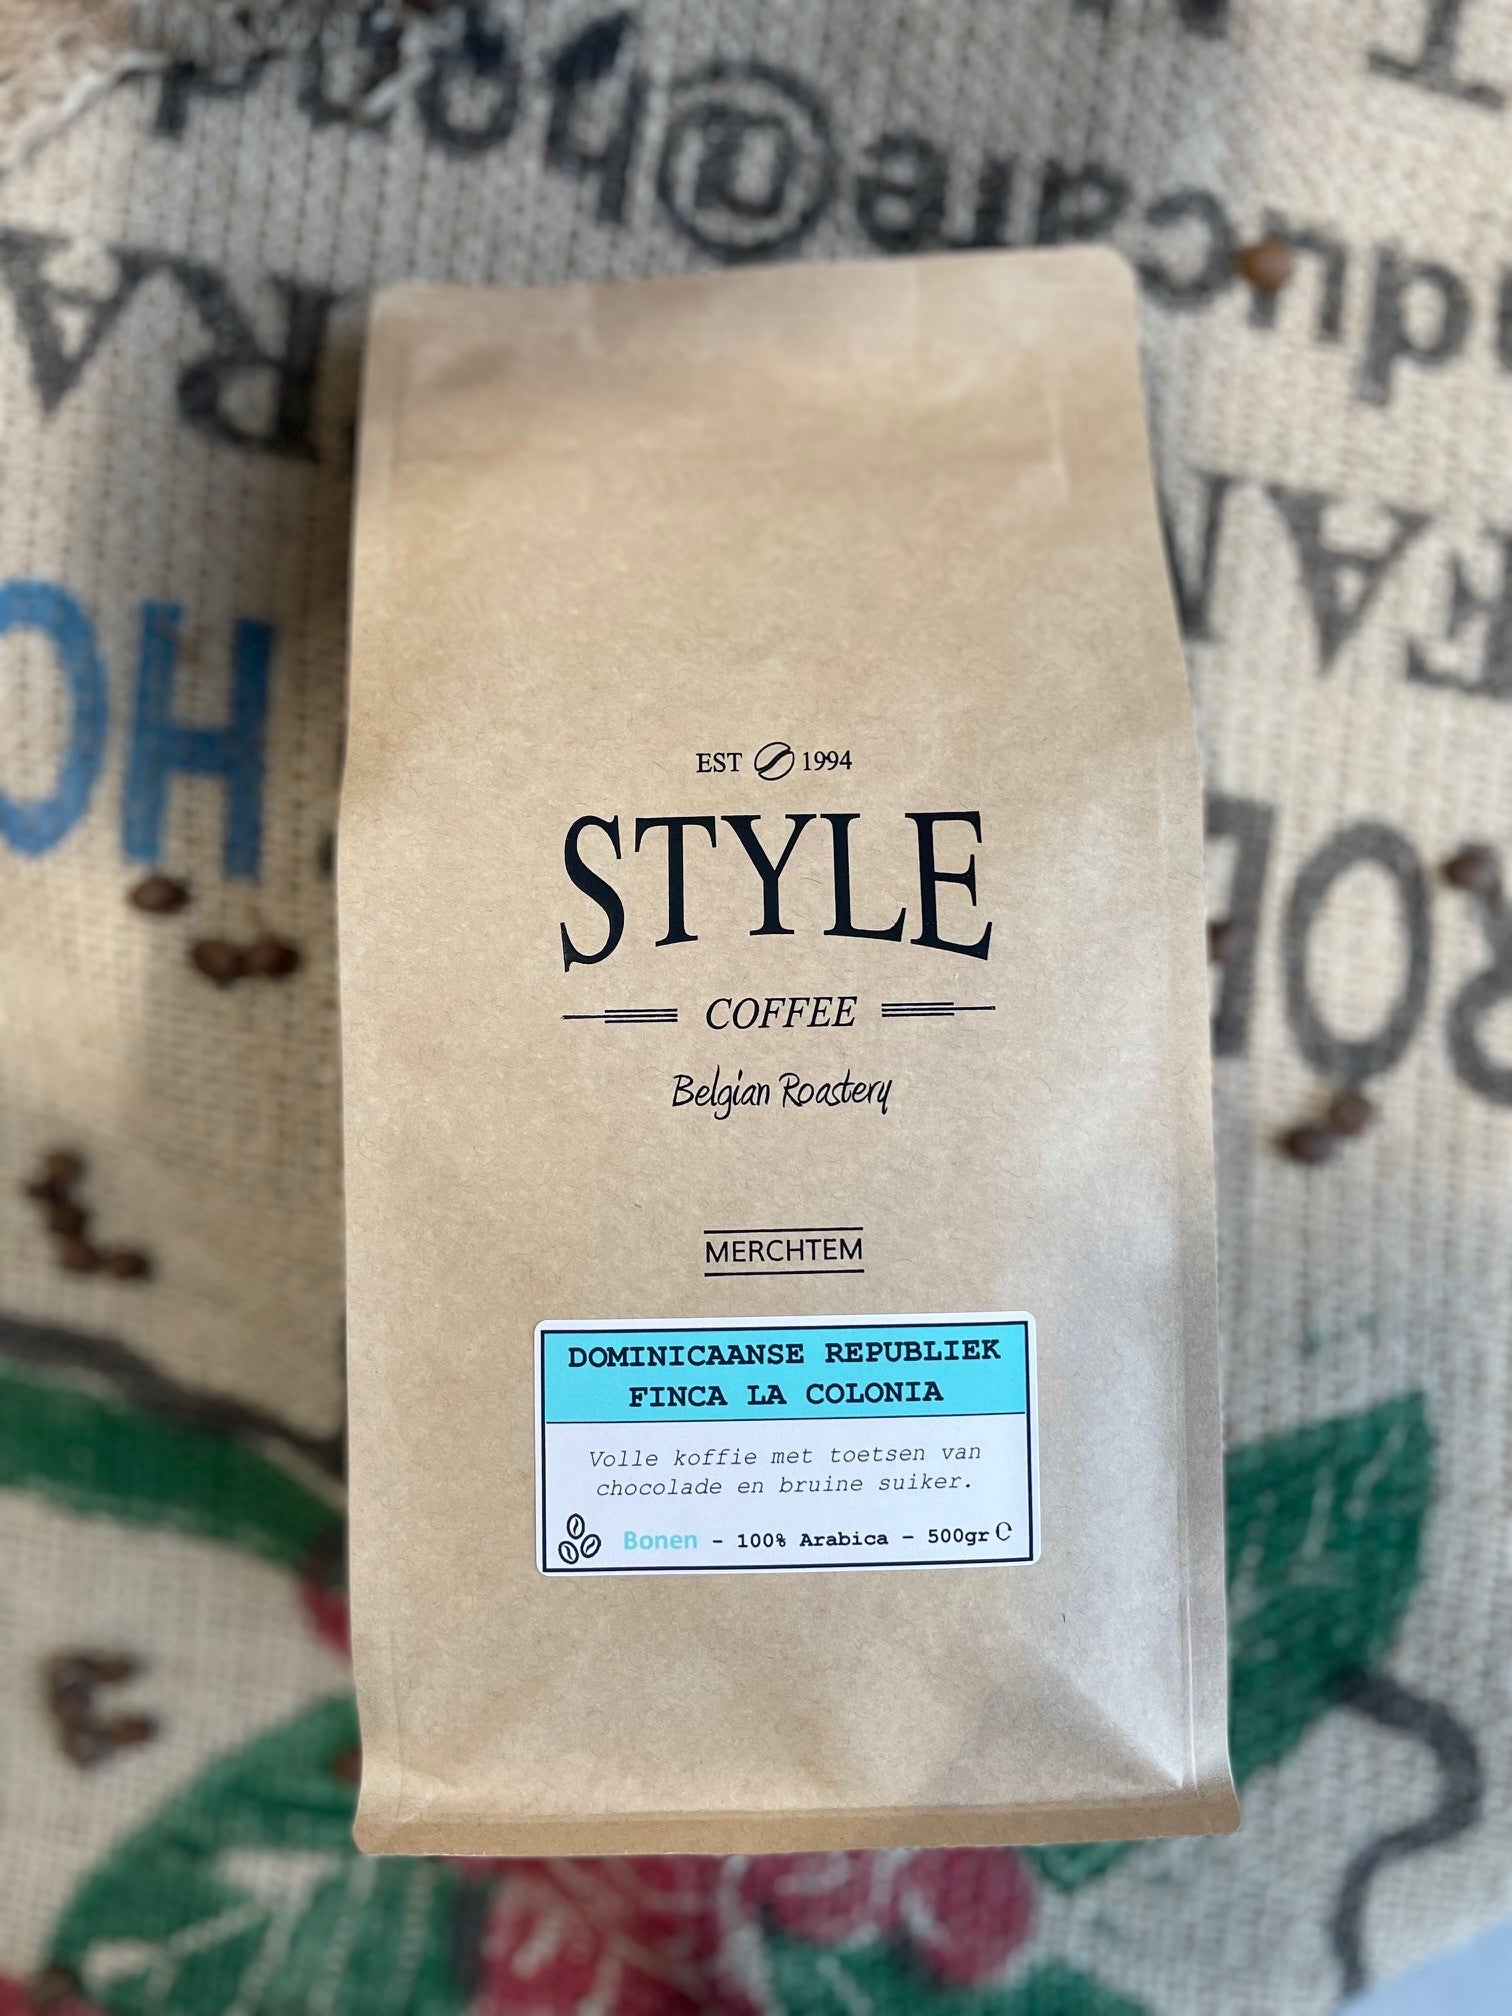 EST 1994
STYLE
COFFEE
Belgian Roastery
MERCHTEM
DOMINICAANSE REPUBLIEK
FINCA LA COLONIA
Volle koffie met toetsen van
chocolade en bruine suiker.
Bonen - 100% Arabica - 500gr ℮